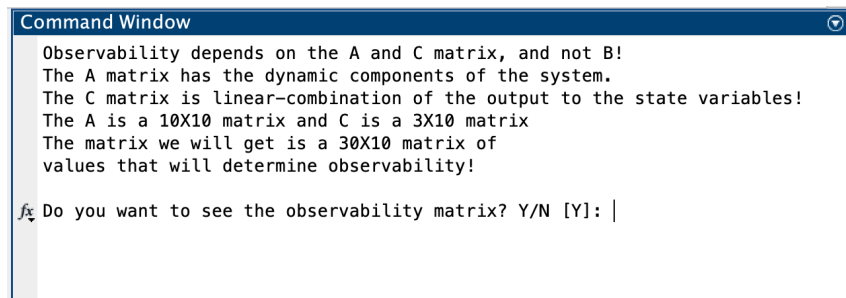 Command Window
Observability depends on the A and C matrix, and not B!
The A matrix has the dynamic components of the system.
The C matrix is linear-combination of the output to the state variables!
The A is a 10X10 matrix and C is a 3X10 matrix
The matrix we will get is a 30X10 matrix of
values that will determine observability!
fx Do you want to see the observability matrix? Y/N [Y]: